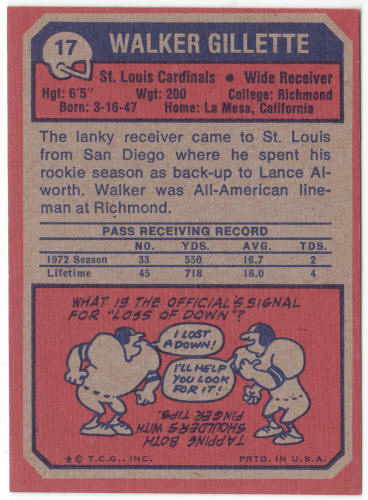 17 WALKER GILLETTE
St. Louis Cardinals • Wide Receiver
Hgt: 6'5" Wgt: 200 College: Richmond
Born: 3-16-47 Home: La Mesa, California
The lanky receiver came to St. Louis
from San Diego where he spent his
rookie season as back-up to Lance Al-
worth. Walker was All-American line-
man at Richmond.
PASS RECEIVING RECORD
NO. YDS. AVG. TDS.
1972 Season 33 550 16.7 2
Lifetime 45 718 16.0 4
WHAT IS THE OFFICIAL'S SIGNAL
FOR "LOSS OF DOWN"?
I LOST
A DOWN!
I'LL HELP
YOU LOOK
FOR IT!
TAPPING BOTH
SHOULDERS WITH
FINGER TIPS.
* © T.C.G., INC. PRTD. IN U.S.A.